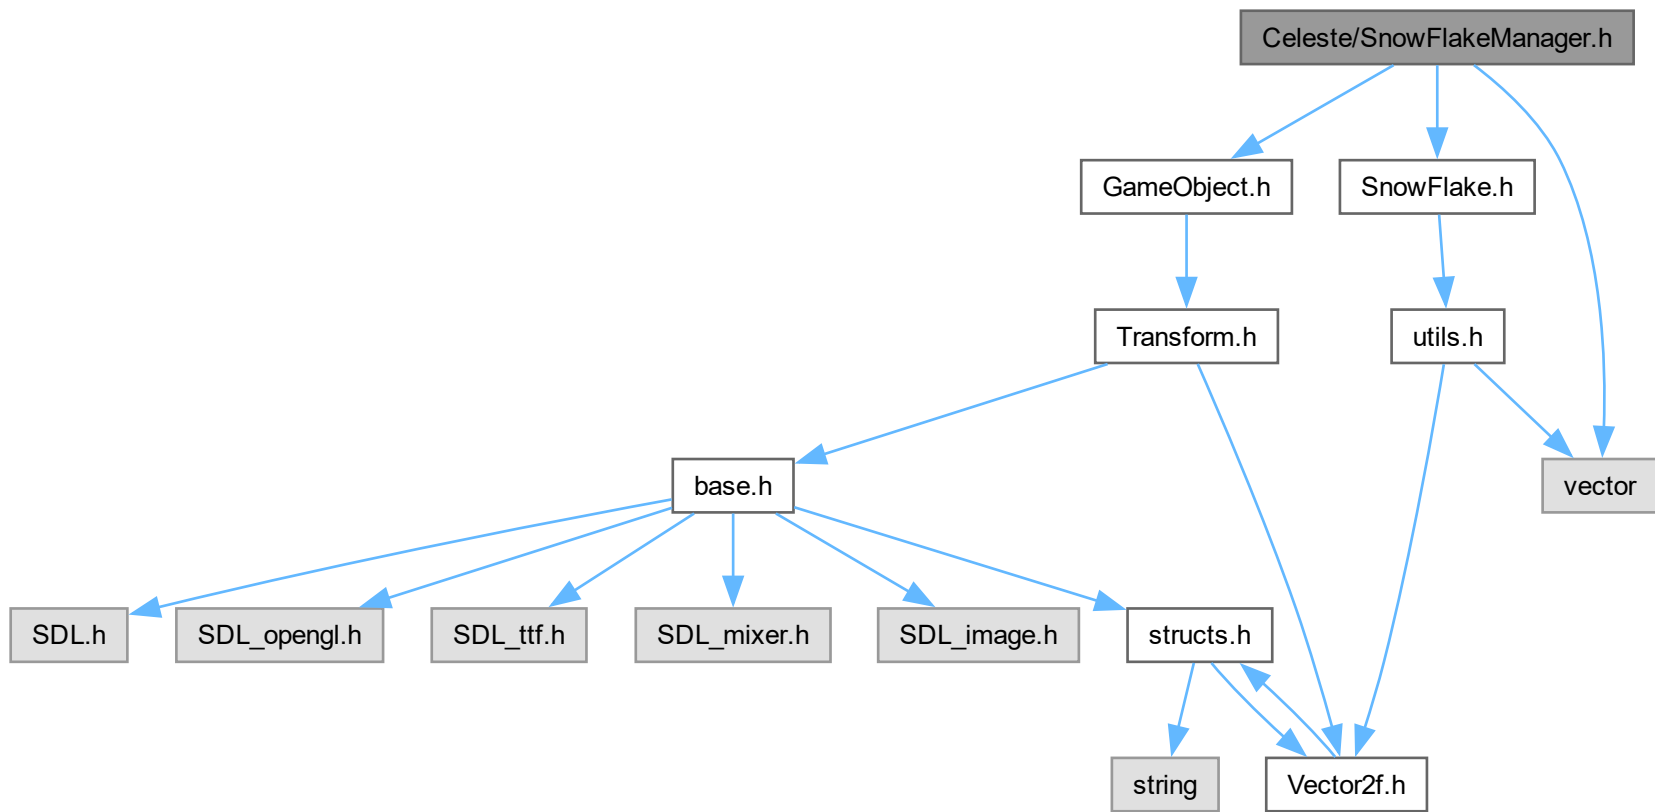 Celeste/SnowFlakeManager.h
GameObject.h
SnowFlake.h
Transform.h
utils.h
base.h
vector
SDL.h
SDL_opengl.h
SDL_ttf.h
SDL_mixer.h
SDL_image.h
structs.h
string
Vector2f.h